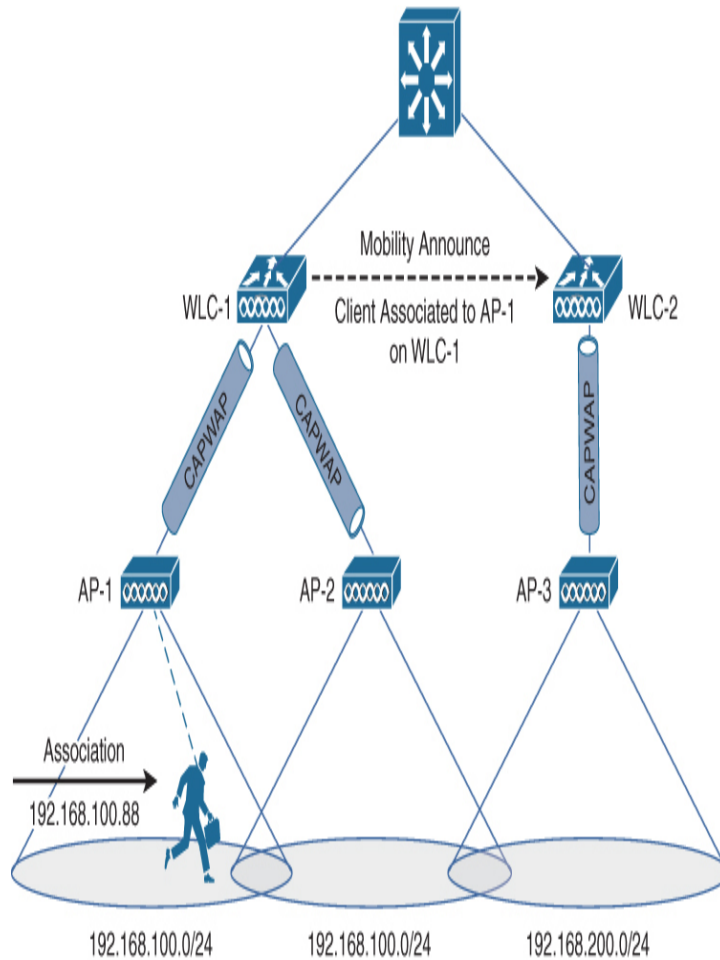 Mobility Announce
WLC-1
WLC-2
Client Associated to AP-1
on WLC-1
CAPWAP
CAPWAP
CAPWAP
AP-1
AP-2
AP-3
Association
192.168.100.88
192.168.100.0/24
192.168.100.0/24
192.168.200.0/24